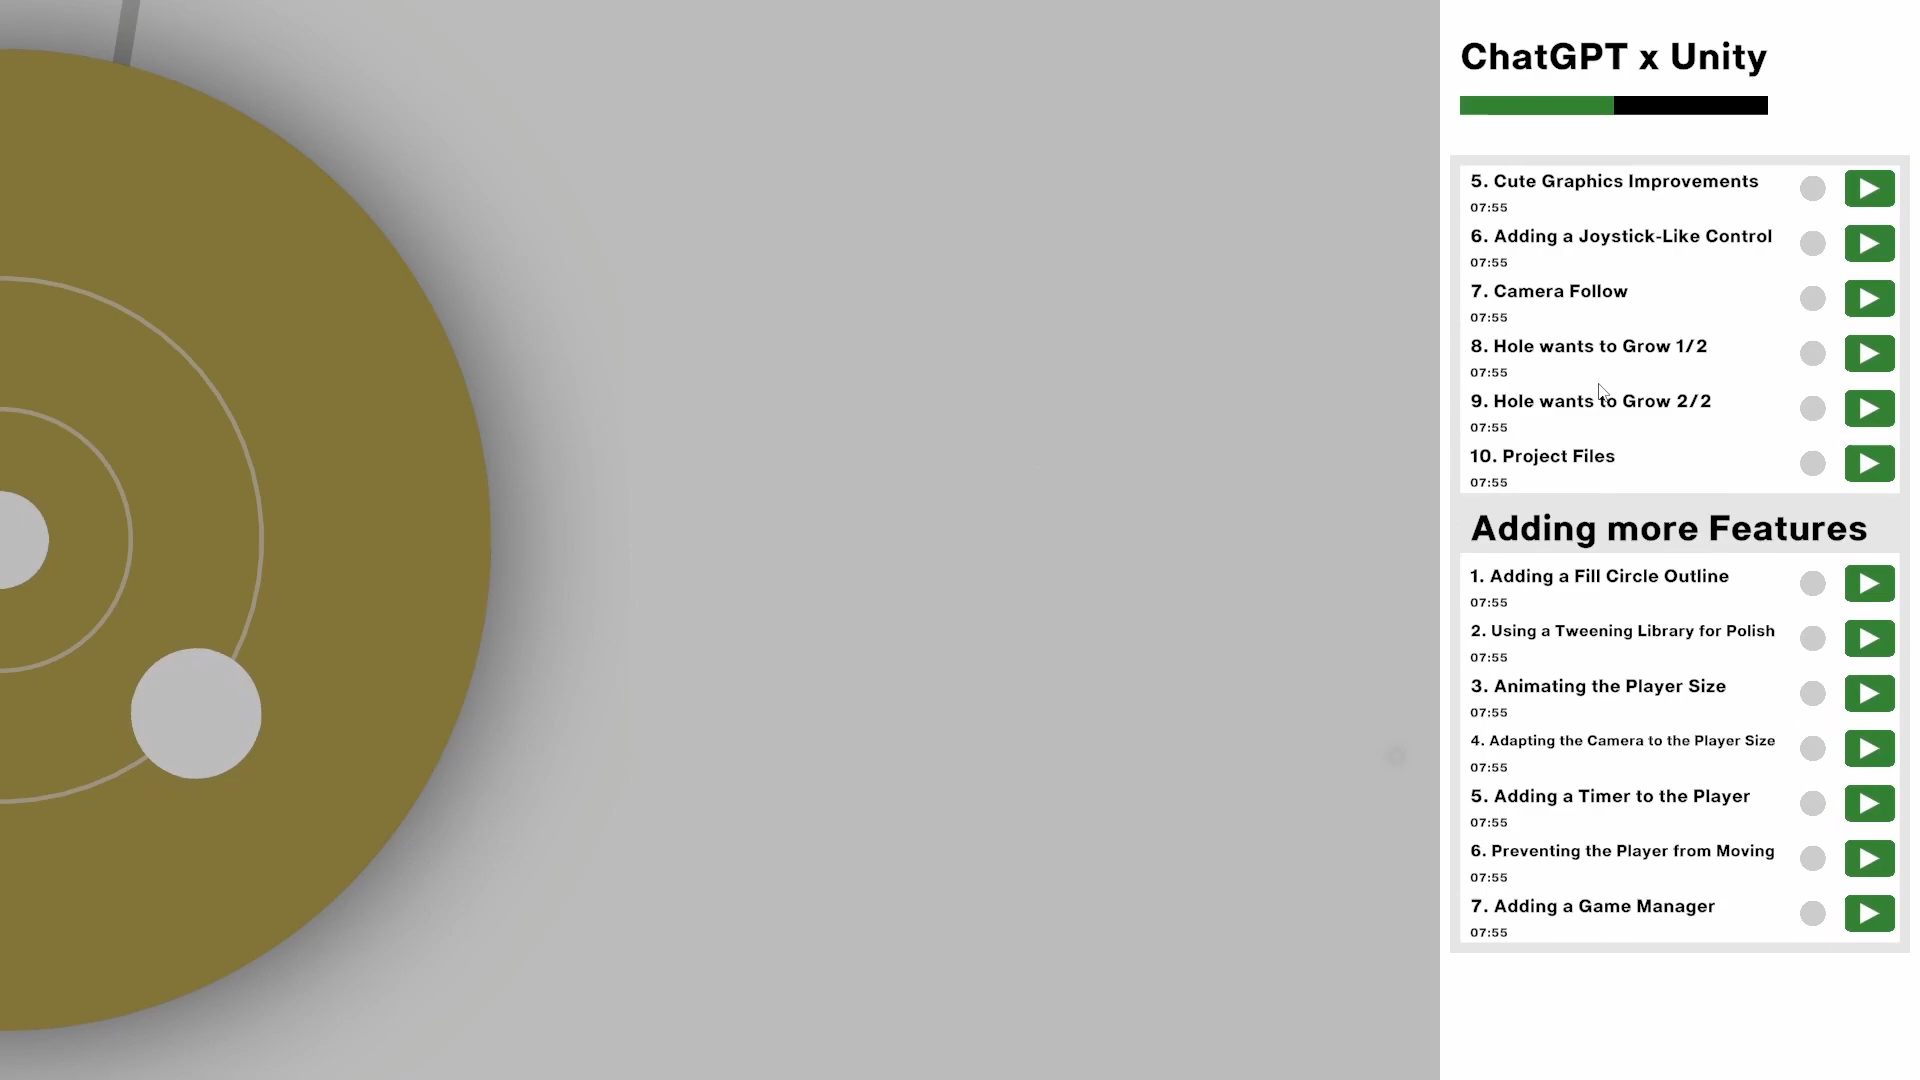 ChatGPT x Unity
5. Cute Graphics Improvements
07:55
6. Adding a Joystick-Like Control
07:55
7. Camera Follow
07:55
8. Hole wants to Grow 1/2
07:55
9. Hole wants to Grow 2/2
07:55
10. Project Files
07:55
Adding more Features
1. Adding a Fill Circle Outline
07:55
2. Using a Tweening Library for Polish
07:55
3. Animating the Player Size
07:55
4. Adapting the Camera to the Player Size
07:55
5. Adding a Timer to the Player
07:55
6. Preventing the Player from Moving
07:55
7. Adding a Game Manager
07:55